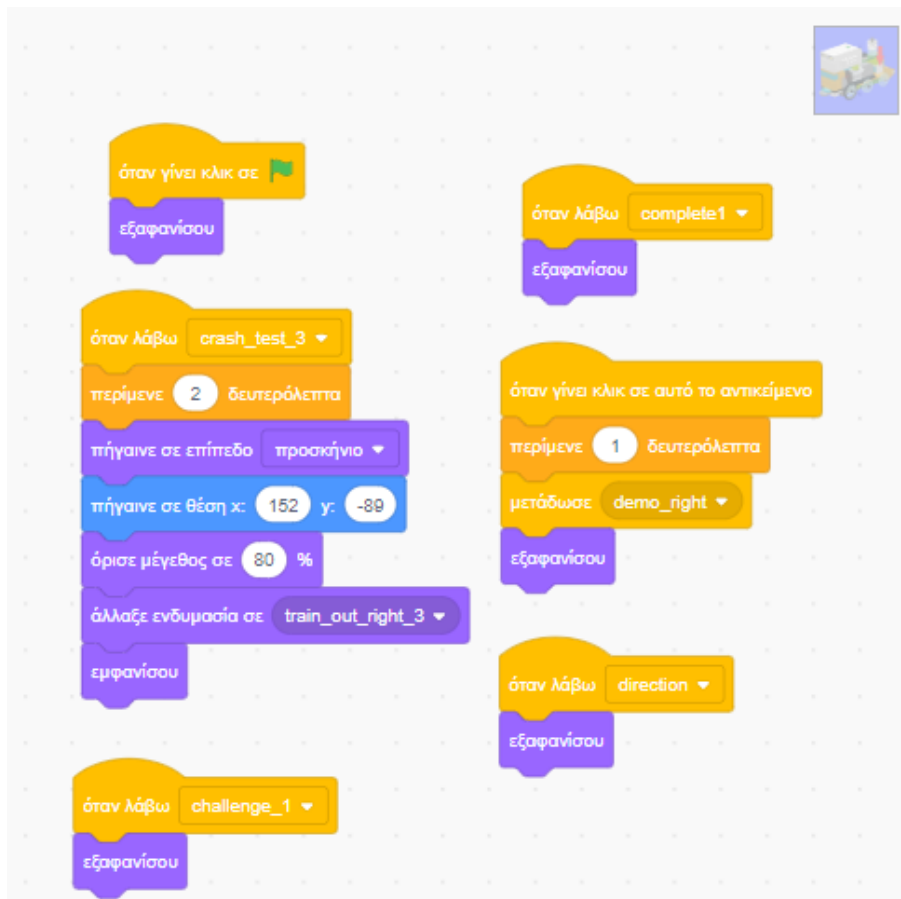 όταν γίνει κλικ σε
εξαφανίσου
όταν λάβω crash_test_3
περίμενε 2 δευτερόλεπτα
πήγαινε σε επίπεδο προσκήνιο
πήγαινε σε θέση x: 152 y: -89
όρισε μέγεθος σε 80 %
άλλαξε ενδυμασία σε train_out_right_3
εμφανίσου
όταν λάβω challenge_1
εξαφανίσου
όταν λάβω complete1
εξαφανίσου
όταν γίνει κλικ σε αυτό το αντικείμενο
περίμενε 1 δευτερόλεπτα
μετάδωσε demo_right
εξαφανίσου
όταν λάβω direction
εξαφανίσου